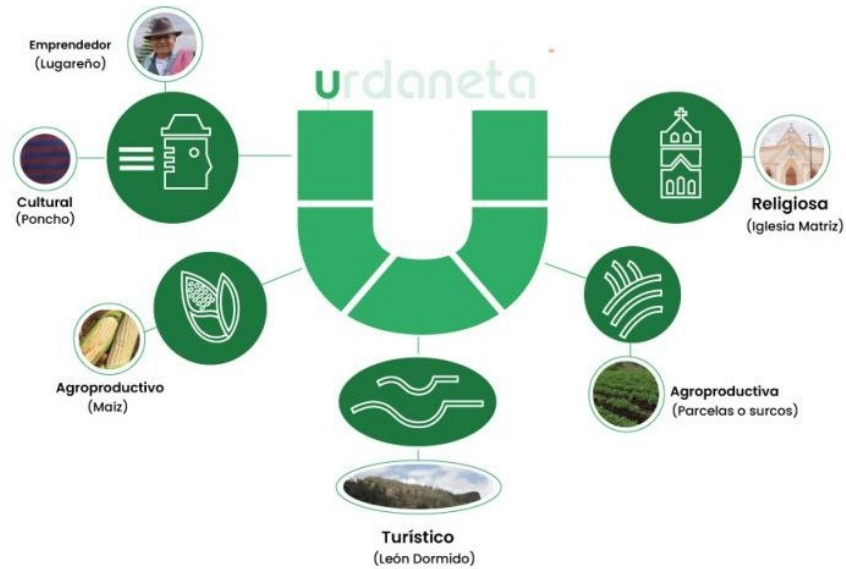 Emprendedor
(Lugareño)
urdaneta
Cultural
(Poncho)
Religiosa
(Iglesia Matriz)
Agroproductivo
(Maíz)
Agroproductiva
(Parcelas o surcos)
Turístico
(León Dormido)